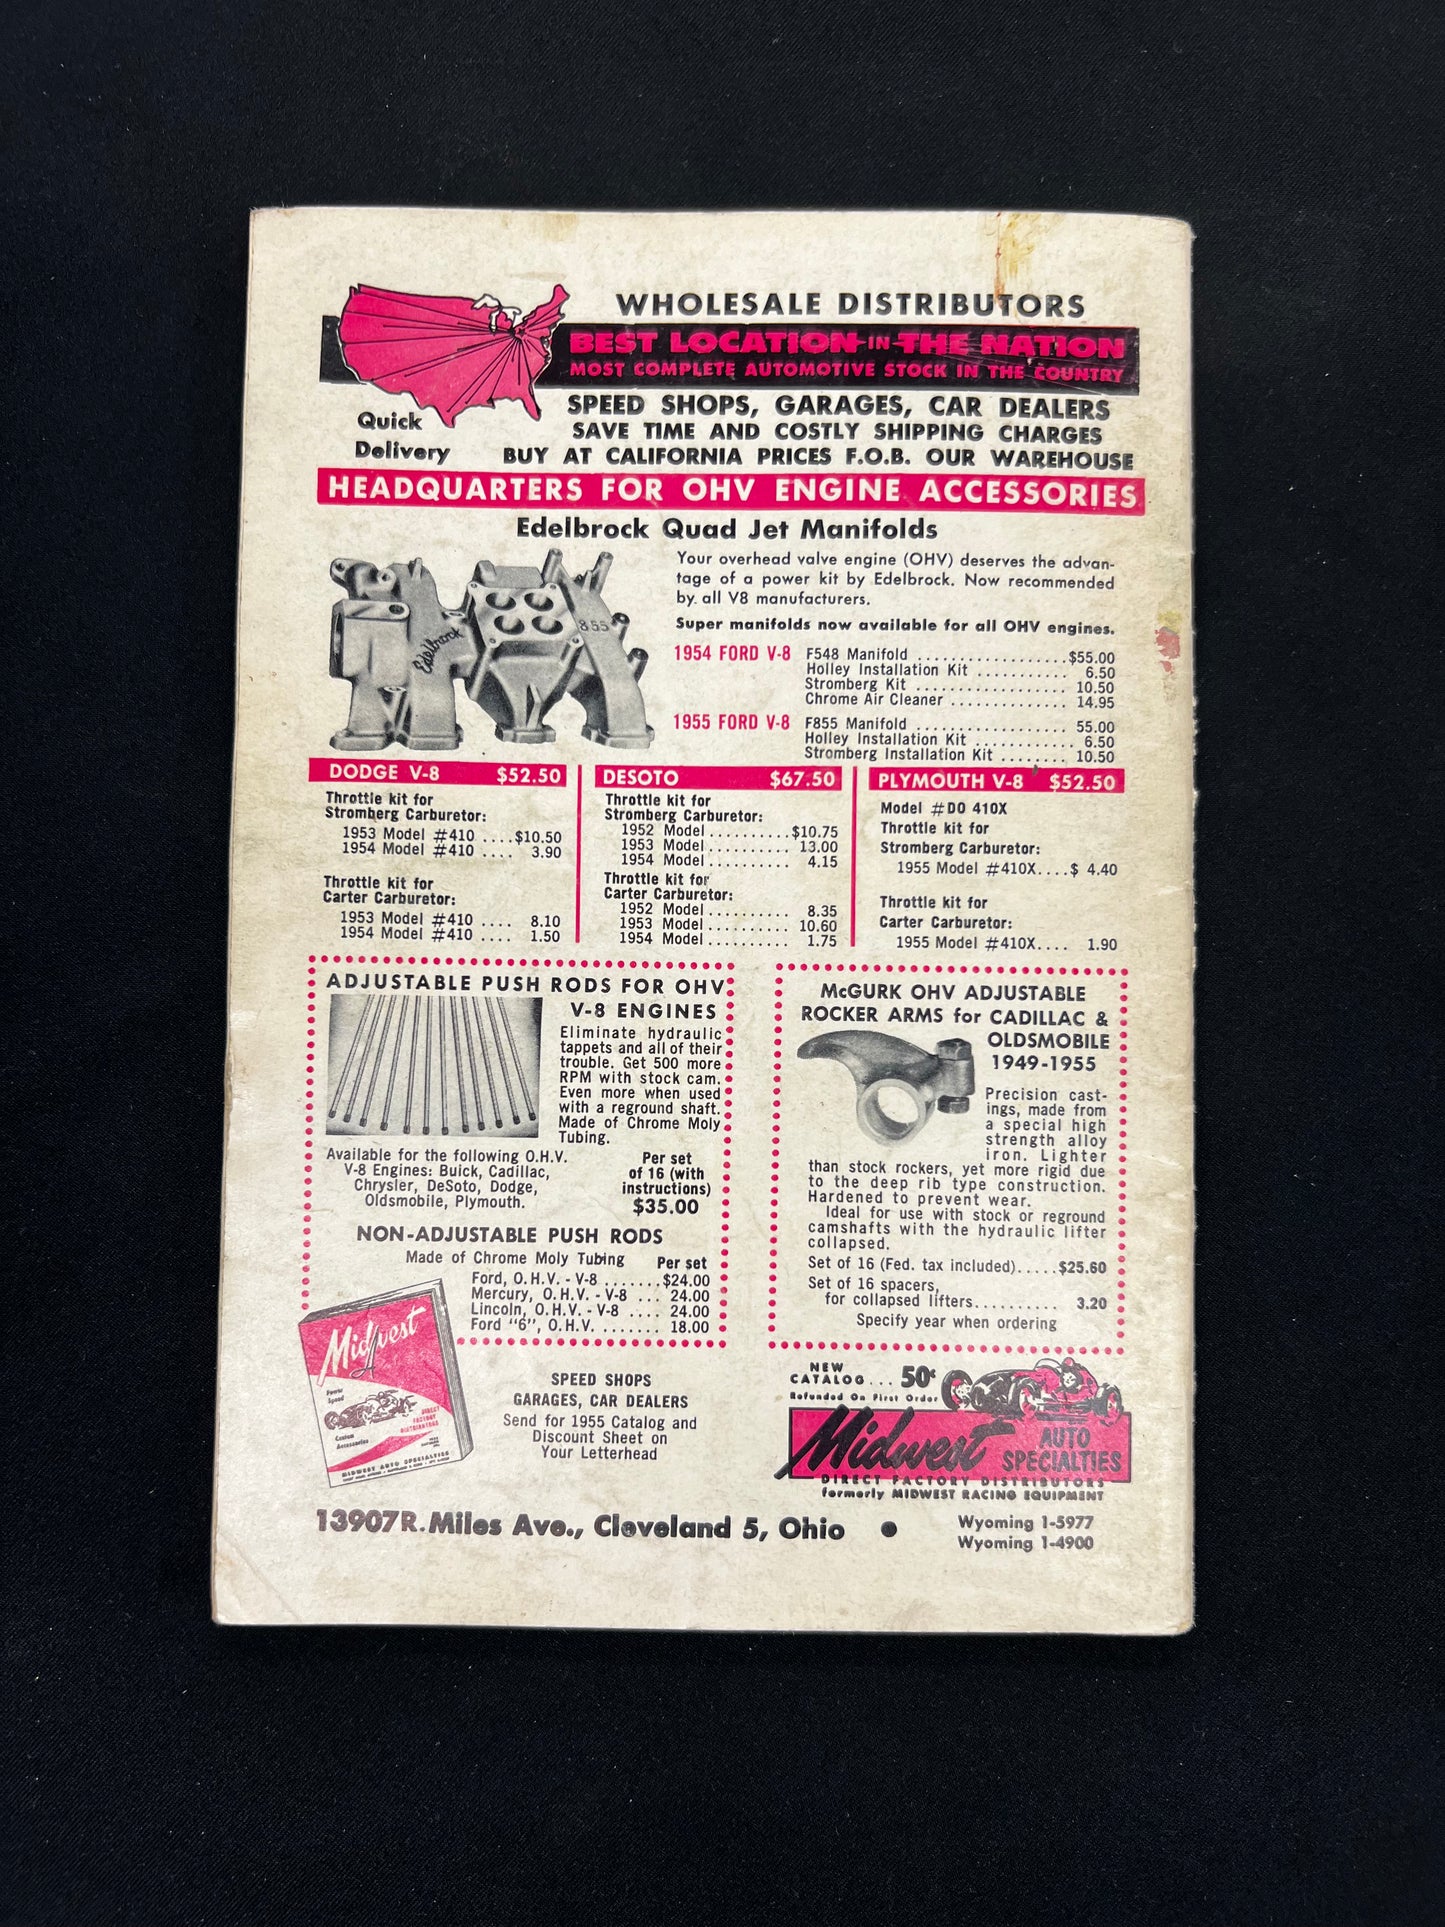 WHOLESALE DISTRIBUTORS
BEST LOCATION IN THE NATION
MOST COMPLETE AUTOMOTIVE STOCK IN THE COUNTRY
Quick
Delivery
SPEED SHOPS, GARAGES, CAR DEALERS
SAVE TIME AND COSTLY SHIPPING CHARGES
BUY AT CALIFORNIA PRICES F.O.B. OUR WAREHOUSE
HEADQUARTERS FOR OHV ENGINE ACCESSORIES
Edelbrock Quad Jet Manifolds
Edelbrock
855
Your overhead valve engine (OHV) deserves the advan-
tage of a power kit by Edelbrock. Now recommended
by all V8 manufacturers.
Super manifolds now available for all OHV engines.
1954 FORD V-8 F548 Manifold ..................$55.00
Holley Installation Kit ........... 6.50
Stromberg Kit .................. 10.50
Chrome Air Cleaner .............. 14.95
1955 FORD V-8 F855 Manifold .................. 55.00
Holley Installation Kit ............ 6.50
Stromberg Installation Kit ........ 10.50
DODGE V-8 $52.50
Throttle kit for
Stromberg Carburetor:
1953 Model #410 ....$10.50
1954 Model #410 .... 3.90
Throttle kit for
Carter Carburetor:
1953 Model #410 .... 8.10
1954 Model #410 .... 1.50
DESOTO $67.50
Throttle kit for
Stromberg Carburetor:
1952 Model..........$10.75
1953 Model.......... 13.00
1954 Model.......... 4.15
Throttle kit for
Carter Carburetor:
1952 Model.......... 8.35
1953 Model.......... 10.60
1954 Model.......... 1.75
PLYMOUTH V-8 $52.50
Model #DO 410X
Throttle kit for
Stromberg Carburetor:
1955 Model #410X....$ 4.40
Throttle kit for
Carter Carburetor:
1955 Model #410X.... 1.90
ADJUSTABLE PUSH RODS FOR OHV
V-8 ENGINES
Eliminate hydraulic
tappets and all of their
trouble. Get 500 more
RPM with stock cam.
Even more when used
with a reground shaft.
Made of Chrome Moly
Tubing.
Available for the following O.H.V.
V-8 Engines: Buick, Cadillac,
Chrysler, DeSoto, Dodge,
Oldsmobile, Plymouth.
Per set
of 16 (with
instructions)
$35.00
NON-ADJUSTABLE PUSH RODS
Made of Chrome Moly Tubing Per set
Ford, O.H.V. - V-8 .......$24.00
Mercury, O.H.V. - V-8 ... 24.00
Lincoln, O.H.V. - V-8 .... 24.00
Ford "6", O.H.V. ....... 18.00
McGURK OHV ADJUSTABLE
ROCKER ARMS for CADILLAC &
OLDSMOBILE
1949-1955
Precision cast-
ings, made from
a special high
strength alloy
iron. Lighter
than stock rockers, yet more rigid due
to the deep rib type construction.
Hardened to prevent wear.
Ideal for use with stock or reground
camshafts with the hydraulic lifter
collapsed.
Set of 16 (Fed. tax included).....$25.60
Set of 16 spacers,
for collapsed lifters.......... 3.20
Specify year when ordering
Midwest
Power
Speed
Custom
Accessories
DIRECT
FACTORY
DISTRIBUTORS
MIDWEST AUTO SPECIALTIES
SPEED SHOPS
GARAGES, CAR DEALERS
Send for 1955 Catalog and
Discount Sheet on
Your Letterhead
NEW
CATALOG... 50¢
Refunded On First Order
Midwest AUTO
SPECIALTIES
DIRECT FACTORY DISTRIBUTORS
formerly MIDWEST RACING EQUIPMENT
13907R. Miles Ave., Cleveland 5, Ohio •
Wyoming 1-5977
Wyoming 1-4900